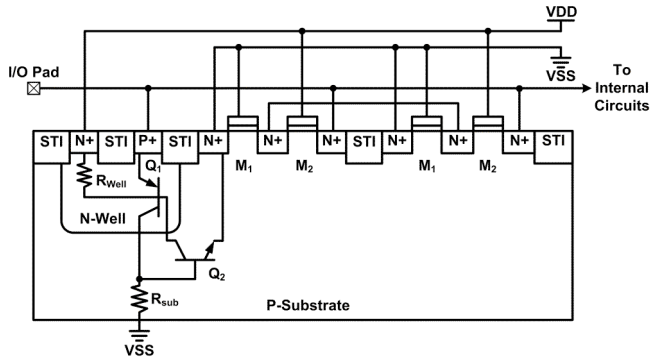 VDD
I/O Pad
VSS
To
Internal
Circuits
STI N+ STI P+ STI N+ N+ N+ STI N+ N+ N+ STI
Q1 M1 M2 M1 M2
RWell
N-Well
Q2
Rsub
P-Substrate
VSS